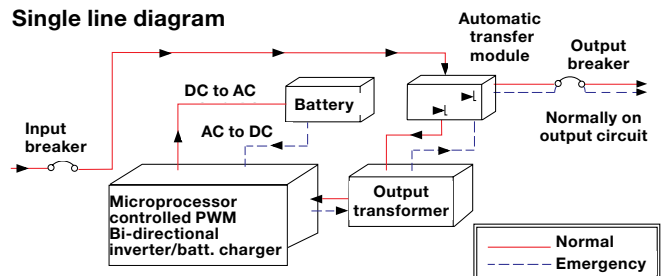 Single line diagram
Automatic
transfer
module
Output
breaker
DC to AC
Battery
AC to DC
Input
breaker
Normally on
output circuit
Microprocessor
controlled PWM
Bi-directional
inverter/batt. charger
Output
transformer
Normal
Emergency